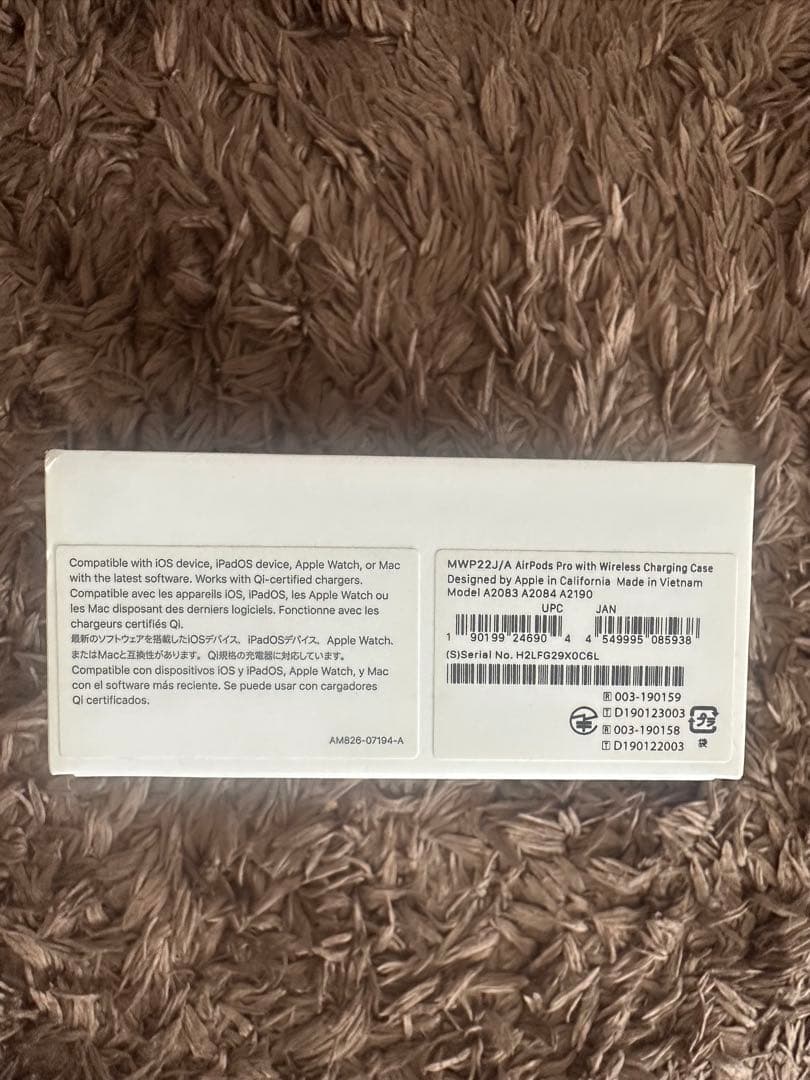 Compatible with iOS device, iPadOS device, Apple Watch, or Mac
with the latest software. Works with Qi-certified chargers.
Compatible avec les appareils iOS, iPadOS, les Apple Watch ou
les Mac disposant des derniers logiciels. Fonctionne avec les
chargeurs certifiés Qi.
最新のソフトウェアを搭載したiOSデバイス、iPadOSデバイス、Apple Watch、
またはMacと互換性があります。Qi規格の充電器に対応しています。
Compatible con dispositivos iOS y iPadOS, Apple Watch, y Mac
con el software más reciente. Se puede usar con cargadores
Qi certificados.
AM826-07194-A
MWP22J/A AirPods Pro with Wireless Charging Case
Designed by Apple in California Made in Vietnam
Model A2083 A2084 A2190
UPC JAN
1 90199 24690 4 4 549995 085938
(S)Serial No. H2LFG29X0C6L
R 003-190159
T D190123003
R 003-190158
T D190122003
プラ
袋